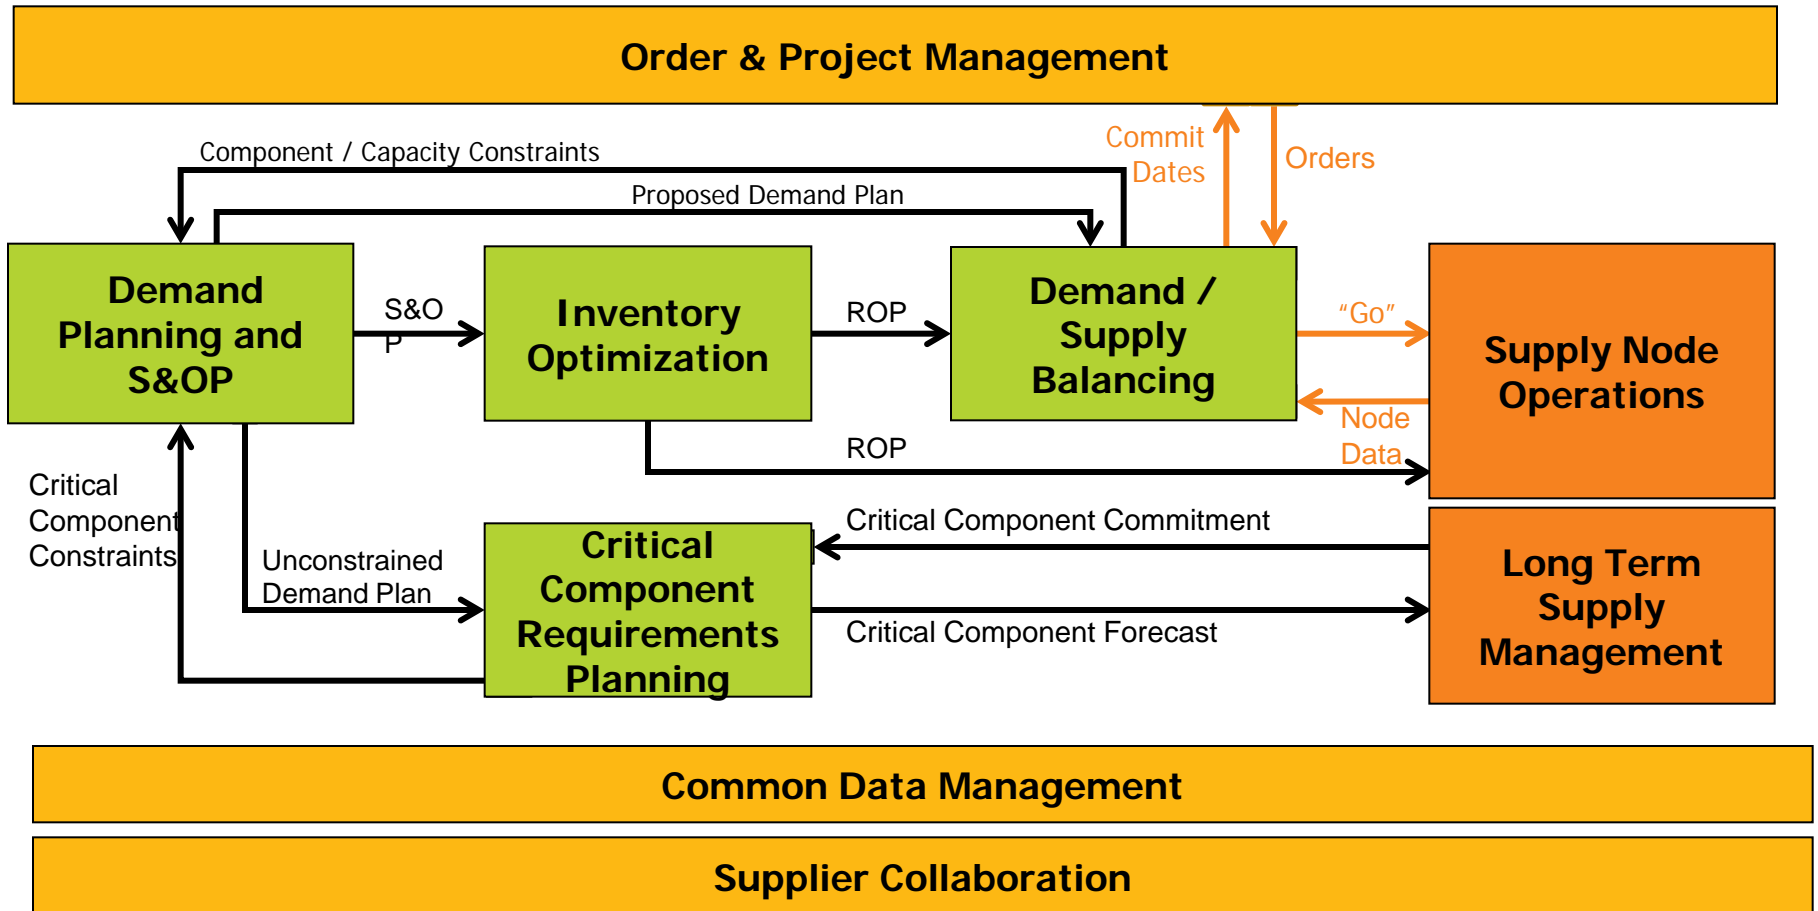 Order & Project Management
Component / Capacity Constraints
Proposed Demand Plan
Commit
Dates
Orders
Demand
Planning and
S&OP
S&O
P
Inventory
Optimization
ROP
Demand /
Supply
Balancing
“Go”
Node
Data
Supply Node
Operations
ROP
Critical
Component
Constraints
Unconstrained
Demand Plan
Critical
Component
Requirements
Planning
Critical Component Commitment
Critical Component Forecast
Long Term
Supply
Management
Common Data Management
Supplier Collaboration